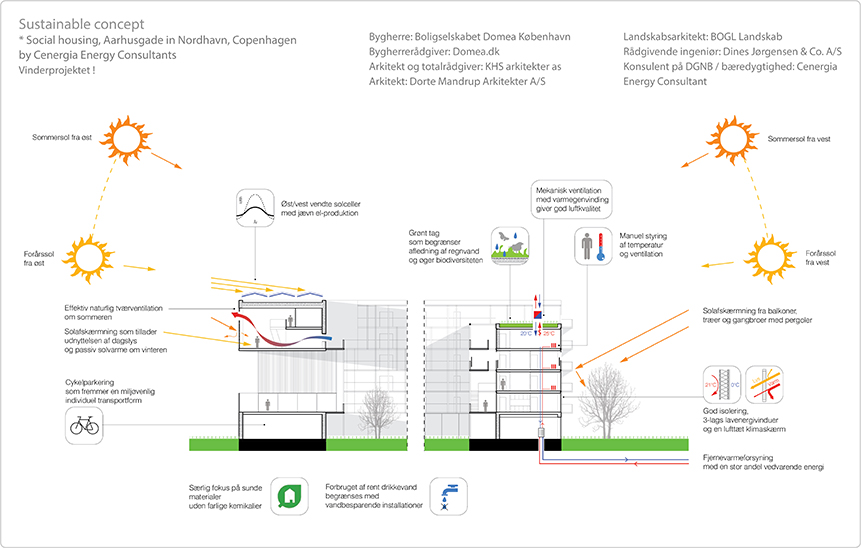 Sustainable concept
* Social housing, Aarhusgade in Nordhavn, Copenhagen
by Cenergia Energy Consultants
Vinderprojektet !
Bygherre: Boligselskabet Domea København
Bygherrerådgiver: Domea.dk
Arkitekt og totalrådgiver: KHS arkitekter as
Arkitekt: Dorte Mandrup Arkitekter A/S
Landskabsarkitekt: BOGL Landskab
Rådgivende ingeniør: Dines Jørgensen & Co. A/S
Konsulent på DGNB / bæredygtighed: Cenergia
Energy Consultant
Sommersol fra øst
Sommersol fra vest
Øst/vest vendte solceller
med jævn el-produktion
Mekanisk ventilation
med varmegenvinding
giver god luftkvalitet
Grønt tag
som begrænser
afledning af regnvand
og øger biodiversiteten
Manuel styring
af temperatur
og ventilation
Forårssol
fra øst
Forårssol
fra vest
Effektiv naturlig tværventilation
om sommeren
Solafskærmning som tillader
udnyttelsen af dagslys
og passiv solvarme om vinteren
20°C
25°C
Solafskærmning fra balkoner,
træer og gangbroer med pergoler
Cykelparkering
som fremmer en miljøvenlig
individuel transportform
21°C
0°C
God isolering,
3-lags lavenergivinduer
og en lufttæt klimaskærm
Fjernevarmeforsyning
med en stor andel vedvarende energi
Særlig fokus på sunde
materialer
uden farlige kemikalier
Forbruget af rent drikkevand
begrænses med
vandbesparende installationer